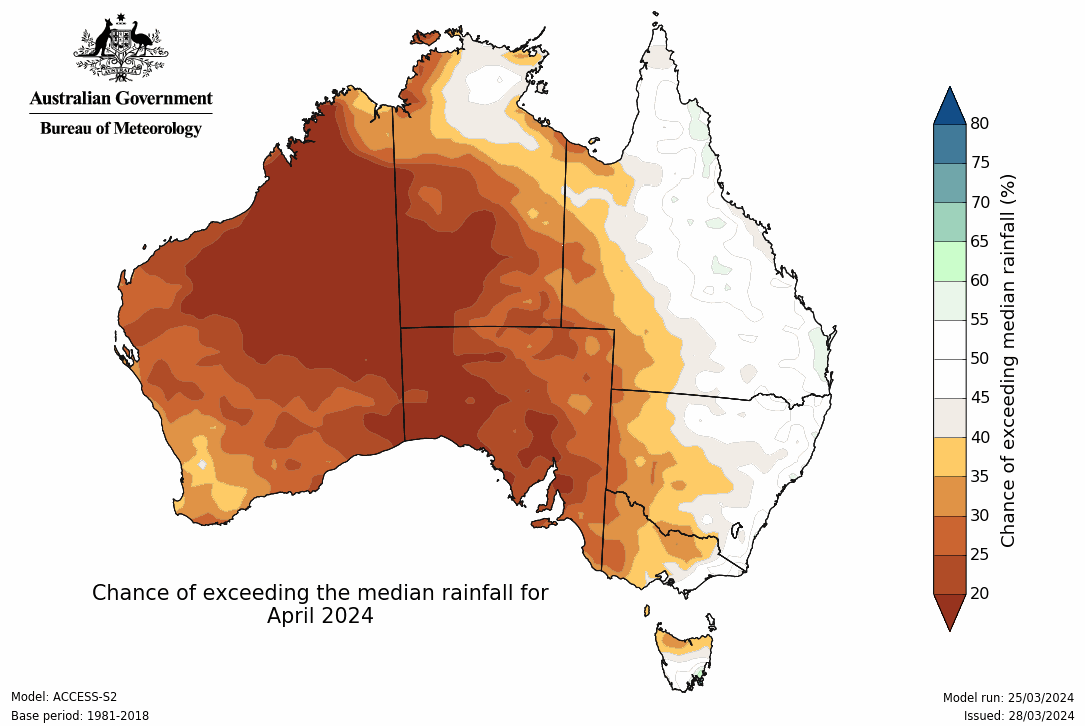 AUSTRALIA
Australian Government
Bureau of Meteorology
80
75
70
65
60
55
50
45
40
35
30
25
20
Chance of exceeding median rainfall (%)
Chance of exceeding the median rainfall for
April 2024
Model: ACCESS-S2
Base period: 1981-2018
Model run: 25/03/2024
Issued: 28/03/2024